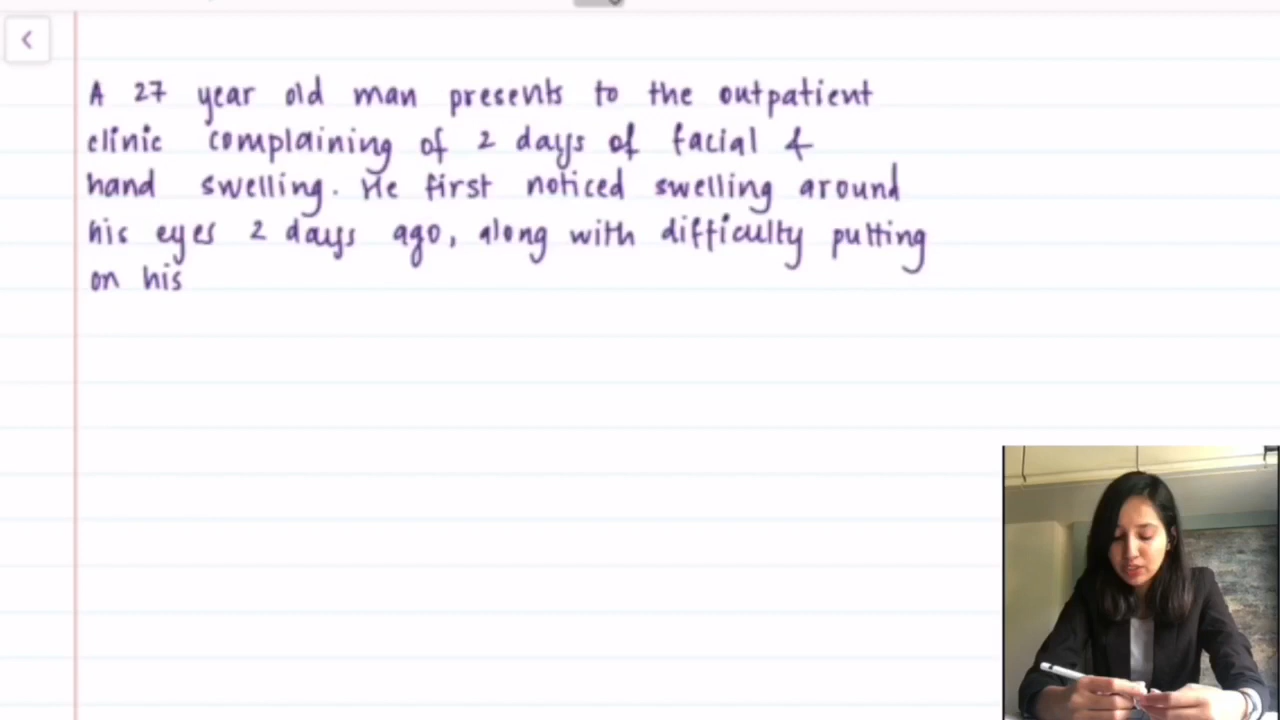 A 27 year old man presents to the outpatient
clinic complaining of 2 days of facial &
hand swelling. He first noticed swelling around
his eyes 2 days ago, along with difficulty putting
on his